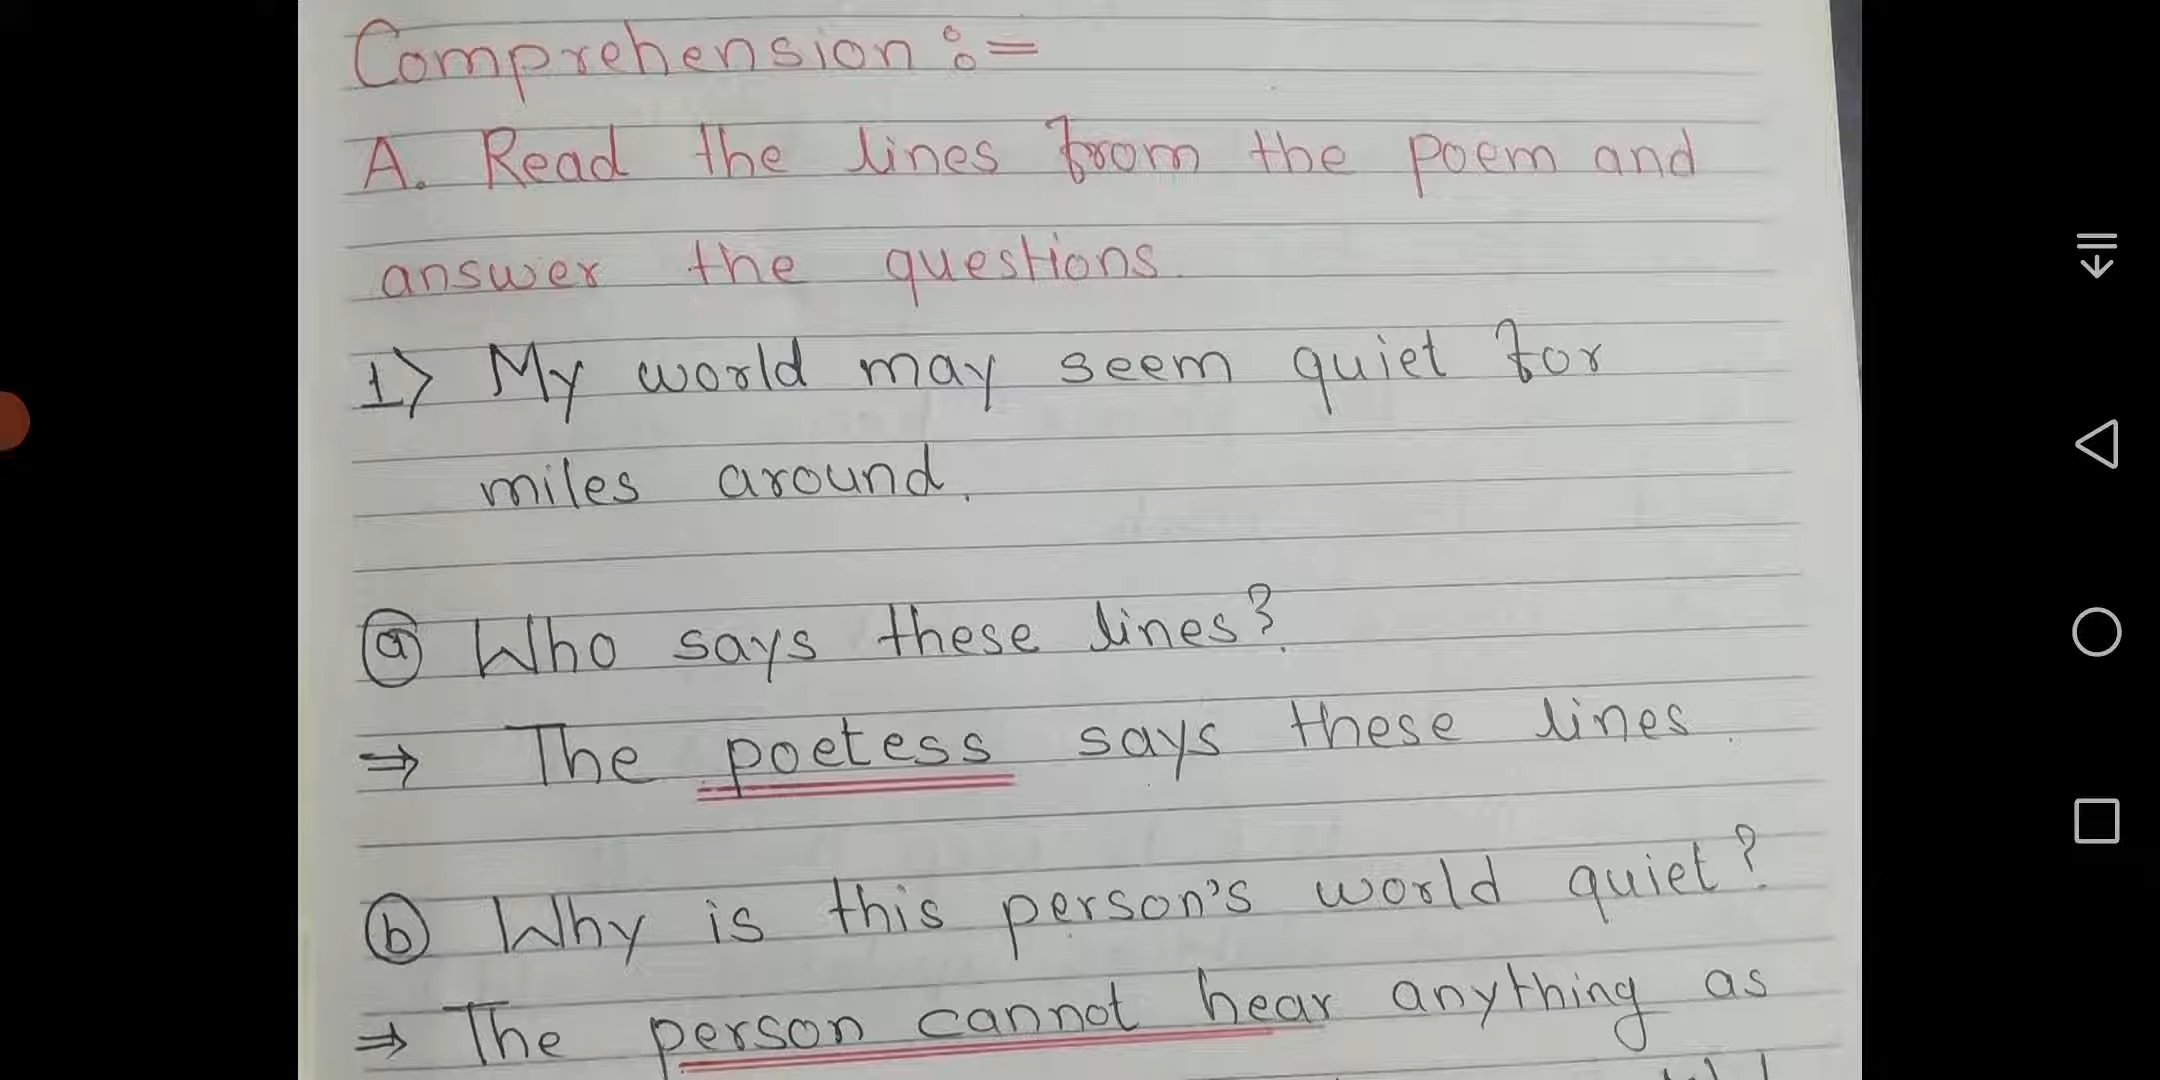 Comprehension :=
A. Read the lines from the poem and
answer the questions.
1) My world may seem quiet for
miles around.
(a) Who says these lines?
⇒ The poetess says these lines.
(b) Why is this person's world quiet?
⇒ The person cannot hear anything as